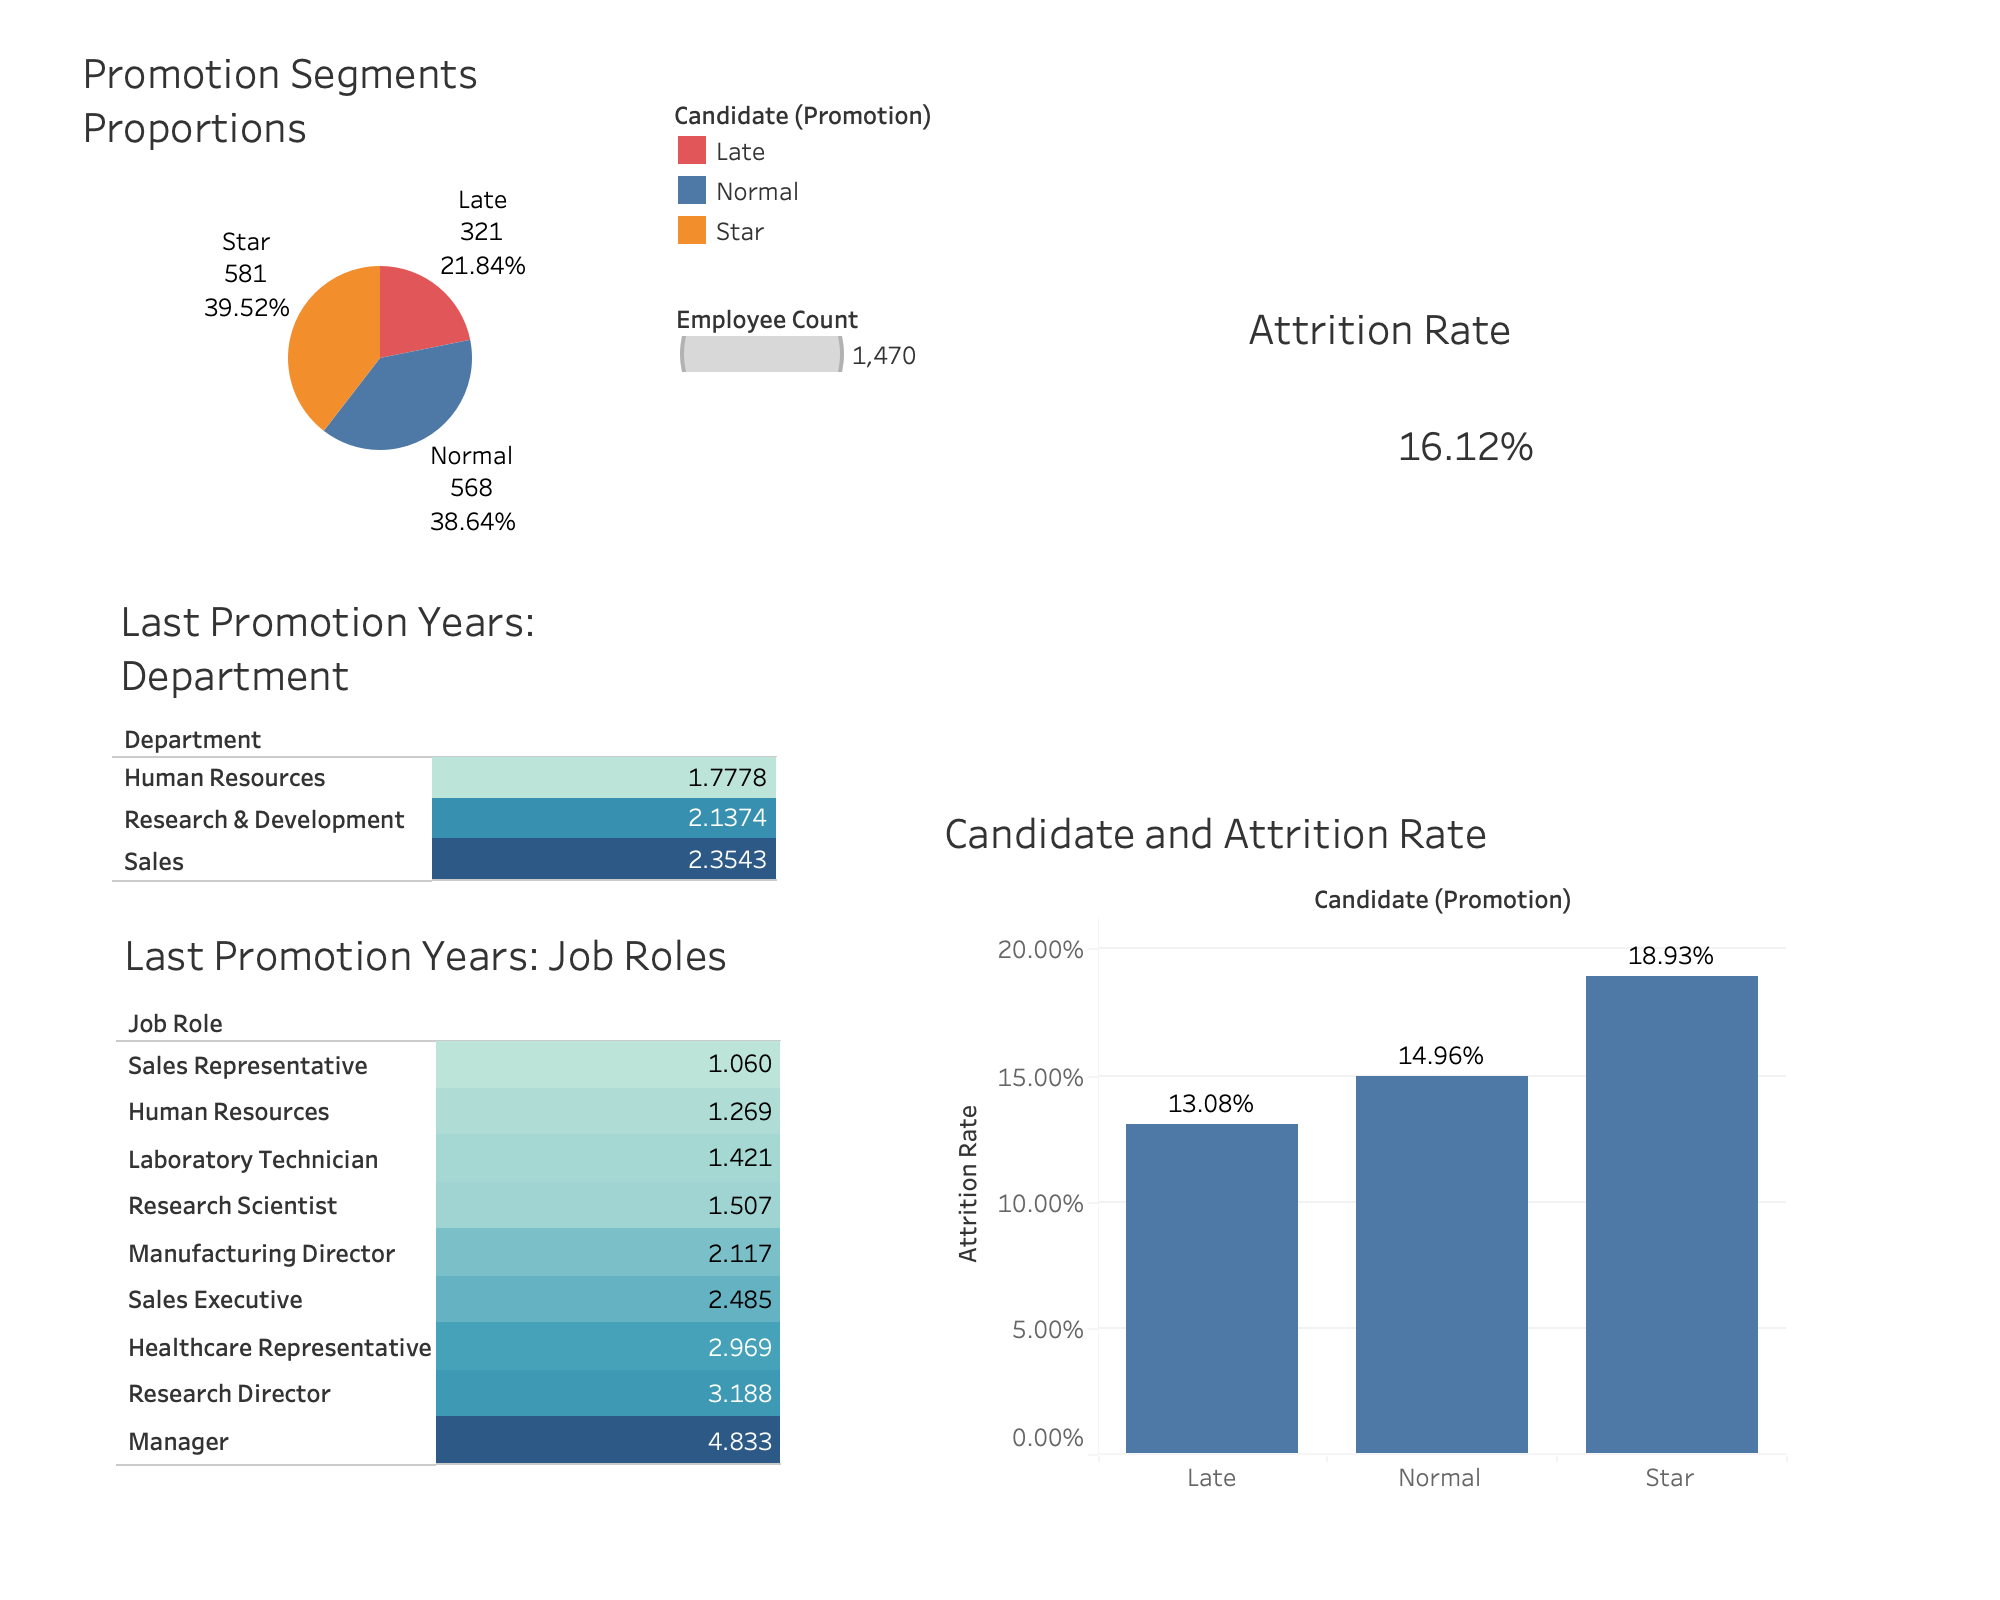 Promotion Segments
Proportions
Candidate (Promotion)
Late
Normal
Star
Late
321
21.84%
Star
581
39.52%
Normal
568
38.64%
Employee Count
1,470
Attrition Rate
16.12%
Last Promotion Years:
Department
Department
Human Resources 1.7778
Research & Development 2.1374
Sales 2.3543
Last Promotion Years: Job Roles
Job Role
Sales Representative 1.060
Human Resources 1.269
Laboratory Technician 1.421
Research Scientist 1.507
Manufacturing Director 2.117
Sales Executive 2.485
Healthcare Representative 2.969
Research Director 3.188
Manager 4.833
Candidate and Attrition Rate
Candidate (Promotion)
20.00%
15.00%
10.00%
5.00%
0.00%
Attrition Rate
13.08%
14.96%
18.93%
Late
Normal
Star